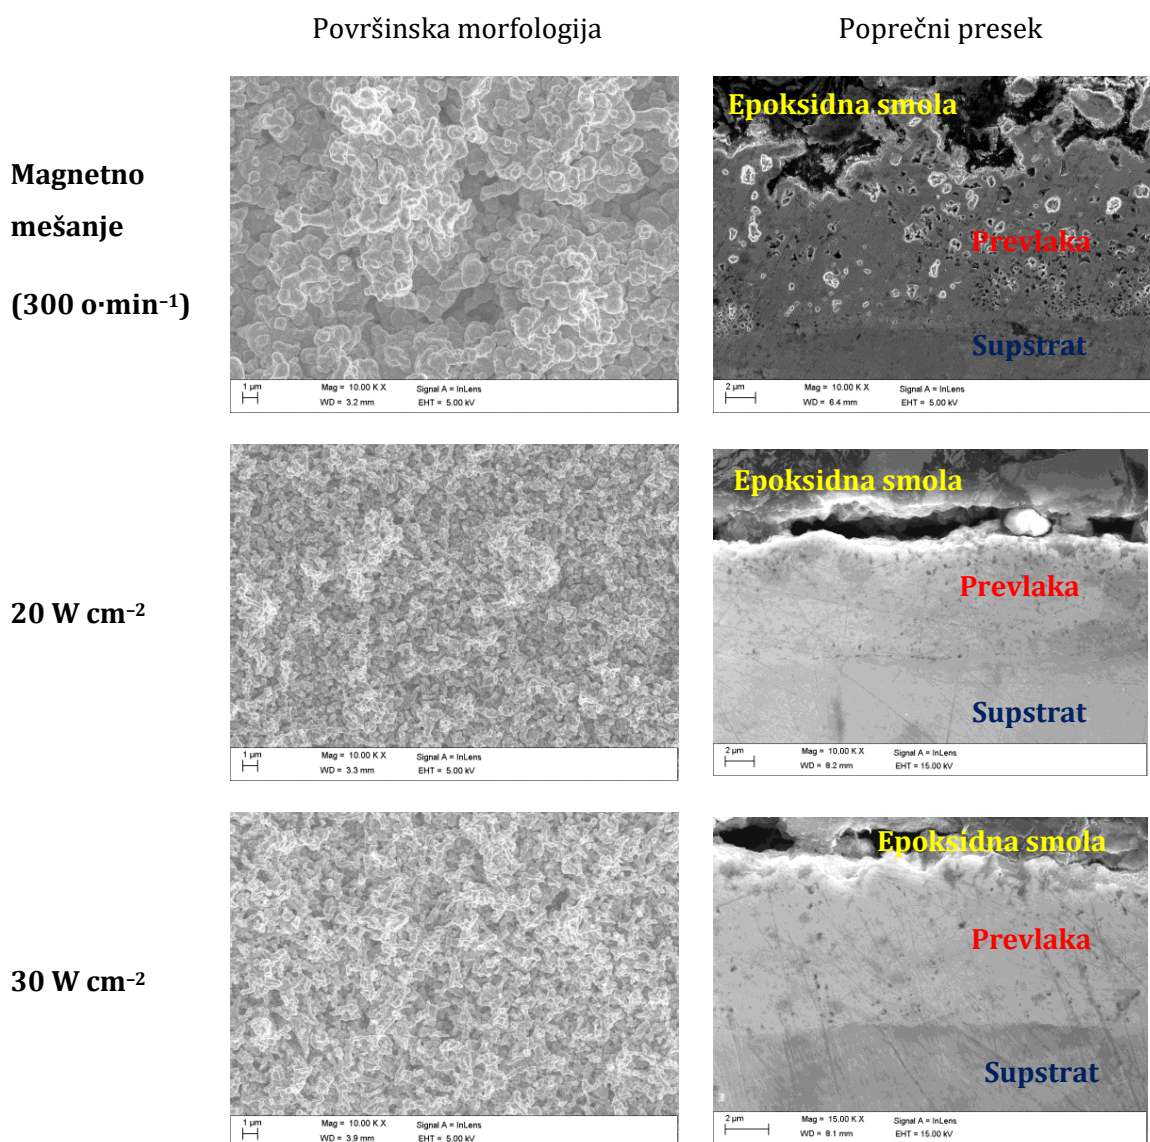 Površinska morfologija
Poprečni presek
Magnetno
mešanje
(300 o·min⁻¹)
1 µm
Mag = 10.00 K X
Signal A = InLens
WD = 3.2 mm
EHT = 5.00 kV
Epoksidna smola
Prevlaka
Supstrat
2 µm
Mag = 10.00 K X
Signal A = InLens
WD = 6.4 mm
EHT = 5.00 kV
20 W cm⁻²
1 µm
Mag = 10.00 K X
Signal A = InLens
WD = 3.3 mm
EHT = 5.00 kV
Epoksidna smola
Prevlaka
Supstrat
2 µm
Mag = 10.00 K X
Signal A = InLens
WD = 8.2 mm
EHT = 15.00 kV
30 W cm⁻²
1 µm
Mag = 10.00 K X
Signal A = InLens
WD = 3.9 mm
EHT = 5.00 kV
Epoksidna smola
Prevlaka
Supstrat
2 µm
Mag = 15.00 K X
Signal A = InLens
WD = 8.1 mm
EHT = 15.00 kV